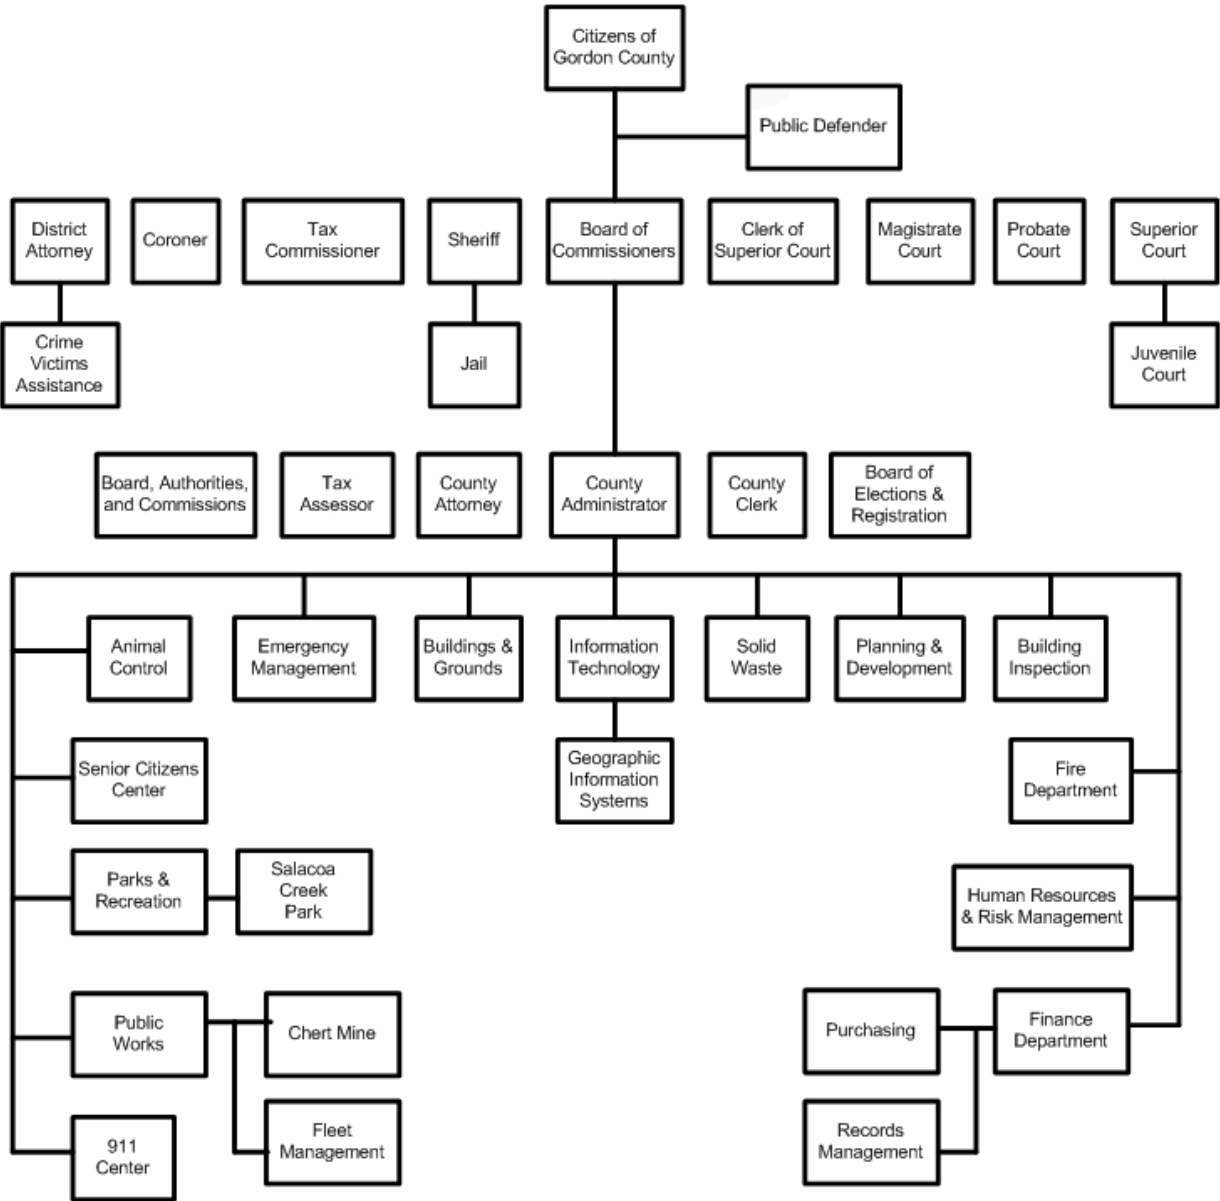 Citizens of
Gordon County
Public Defender
District
Attorney
Coroner
Tax
Commissioner
Sheriff
Board of
Commissioners
Clerk of
Superior Court
Magistrate
Court
Probate
Court
Superior
Court
Crime
Victims
Assistance
Jail
Juvenile
Court
Board, Authorities,
and Commissions
Tax
Assessor
County
Attorney
County
Administrator
County
Clerk
Board of
Elections &
Registration
Animal
Control
Emergency
Management
Buildings &
Grounds
Information
Technology
Solid
Waste
Planning &
Development
Building
Inspection
Senior Citizens
Center
Geographic
Information
Systems
Fire
Department
Parks &
Recreation
Salacoa
Creek
Park
Human Resources
& Risk Management
Public
Works
Chert Mine
Purchasing
Finance
Department
911
Center
Fleet
Management
Records
Management